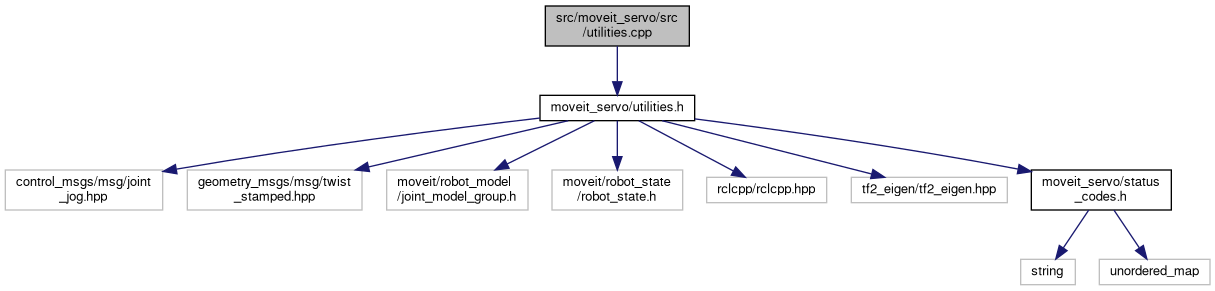 src/moveit_servo/src
/utilities.cpp
moveit_servo/utilities.h
control_msgs/msg/joint
_jog.hpp
geometry_msgs/msg/twist
_stamped.hpp
moveit/robot_model
/joint_model_group.h
moveit/robot_state
/robot_state.h
rclcpp/rclcpp.hpp
tf2_eigen/tf2_eigen.hpp
moveit_servo/status
_codes.h
string
unordered_map